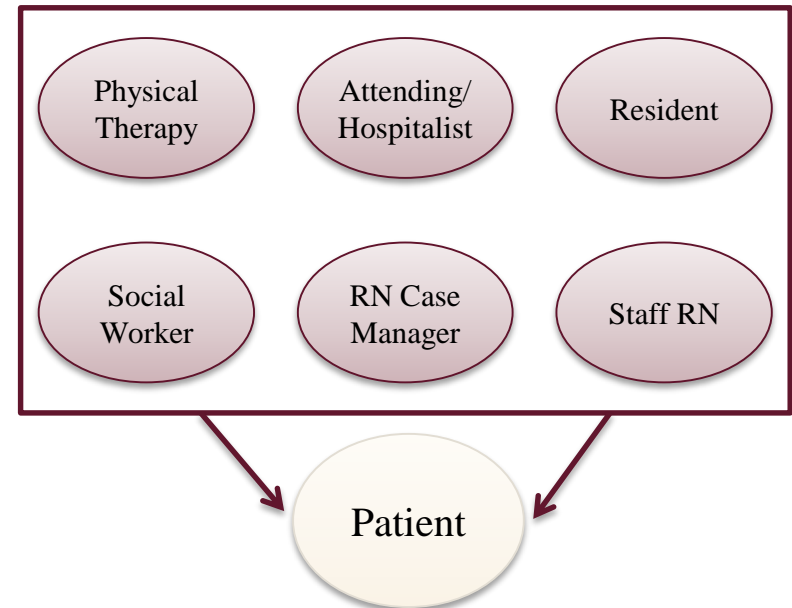 Physical
Therapy
Attending/
Hospitalist
Resident
Social
Worker
RN Case
Manager
Staff RN
Patient